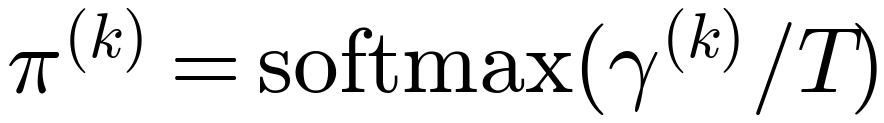 π^{(k)} = softmax(γ^{(k)}/T)